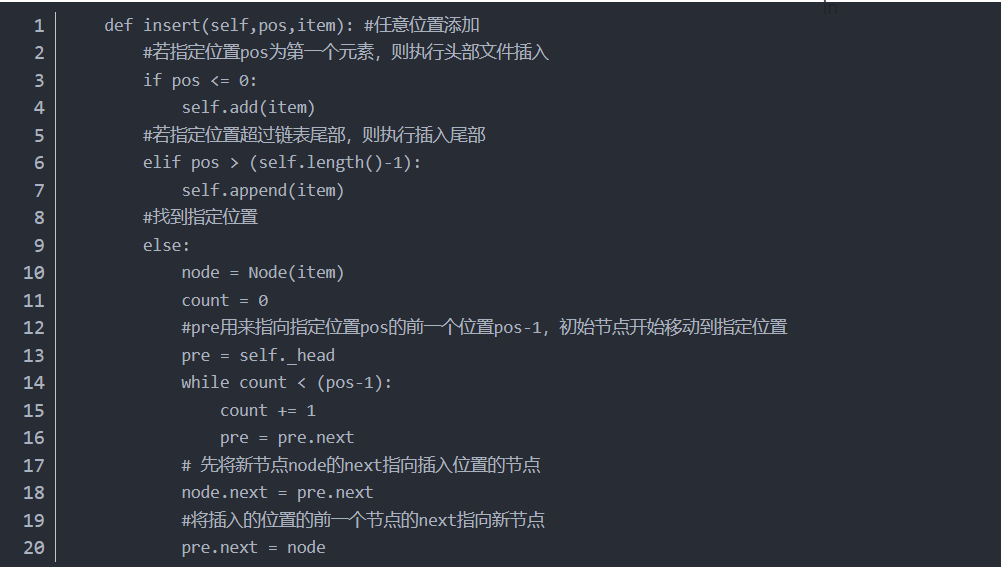 1 def insert(self,pos,item): #任意位置添加
2 #若指定位置pos为第一个元素，则执行头部文件插入
3 if pos <= 0:
4 self.add(item)
5 #若指定位置超过链表尾部，则执行插入尾部
6 elif pos > (self.length()-1):
7 self.append(item)
8 #找到指定位置
9 else:
10 node = Node(item)
11 count = 0
12 #pre用来指向指定位置pos的前一个位置pos-1，初始节点开始移动到指定位置
13 pre = self._head
14 while count < (pos-1):
15 count += 1
16 pre = pre.next
17 # 先将新节点node的next指向插入位置的节点
18 node.next = pre.next
19 #将插入的位置的前一个节点的next指向新节点
20 pre.next = node